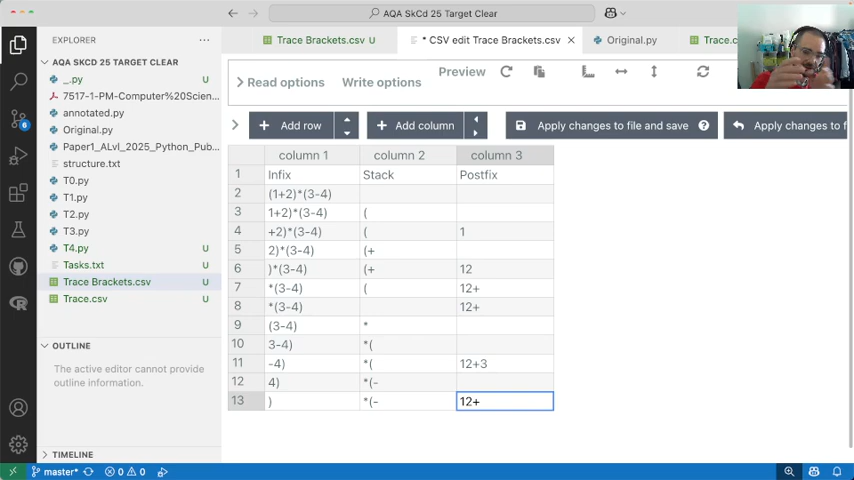 AQA SkCd 25 Target Clear
EXPLORER
AQA SKCD 25 TARGET CLEAR
_.py U
7517-1-PM-Computer%20Scien...
annotated.py
Original.py
Paper1_ALvl_2025_Python_Pub...
structure.txt
T0.py
T1.py
T2.py
T3.py
T4.py U
Tasks.txt U
Trace Brackets.csv U
Trace.csv U
OUTLINE
The active editor cannot provide
outline information.
TIMELINE
6
Trace Brackets.csv U
* CSV edit Trace Brackets.csv
Original.py
Trace.c
Read options
Write options
Preview
Add row
Add column
Apply changes to file and save
Apply changes to f
column 1 column 2 column 3
1 Infix Stack Postfix
2 (1+2)*(3-4)
3 1+2)*(3-4) (
4 +2)*(3-4) ( 1
5 2)*(3-4) (+
6 )*(3-4) (+ 12
7 *(3-4) ( 12+
8 *(3-4) 12+
9 (3-4) *
10 3-4) *(
11 -4) *( 12+3
12 4) *(-
13 ) *(- 12+
master* 0 0